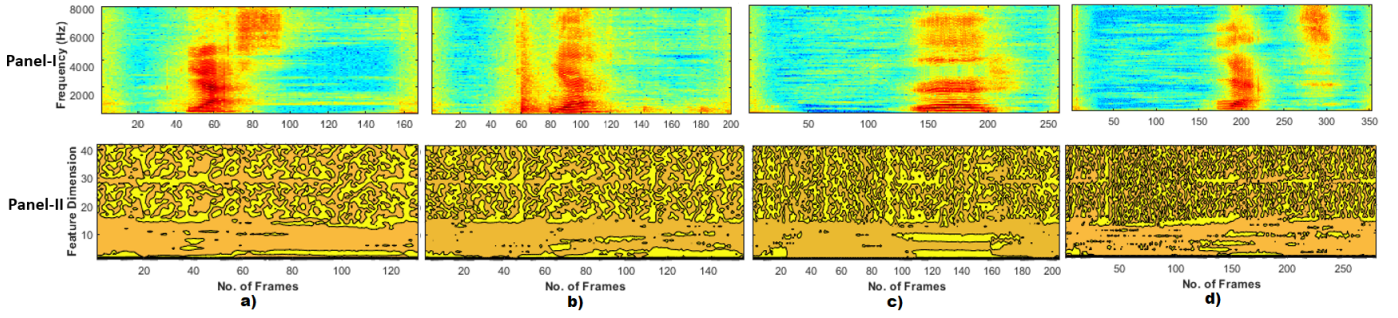 Panel-I
Frequency (Hz)
8000
6000
4000
2000
20 40 60 80 100 120 140 160
20 40 60 80 100 120 140 160 180 200
50 100 150 200 250
50 100 150 200 250 300 350
Panel-II
Feature Dimension
40
30
20
10
20 40 60 80 100 120
20 40 60 80 100 120 140
20 40 60 80 100 120 140 160 180 200
50 100 150 200 250
No. of Frames No. of Frames No. of Frames No. of Frames
a) b) c) d)